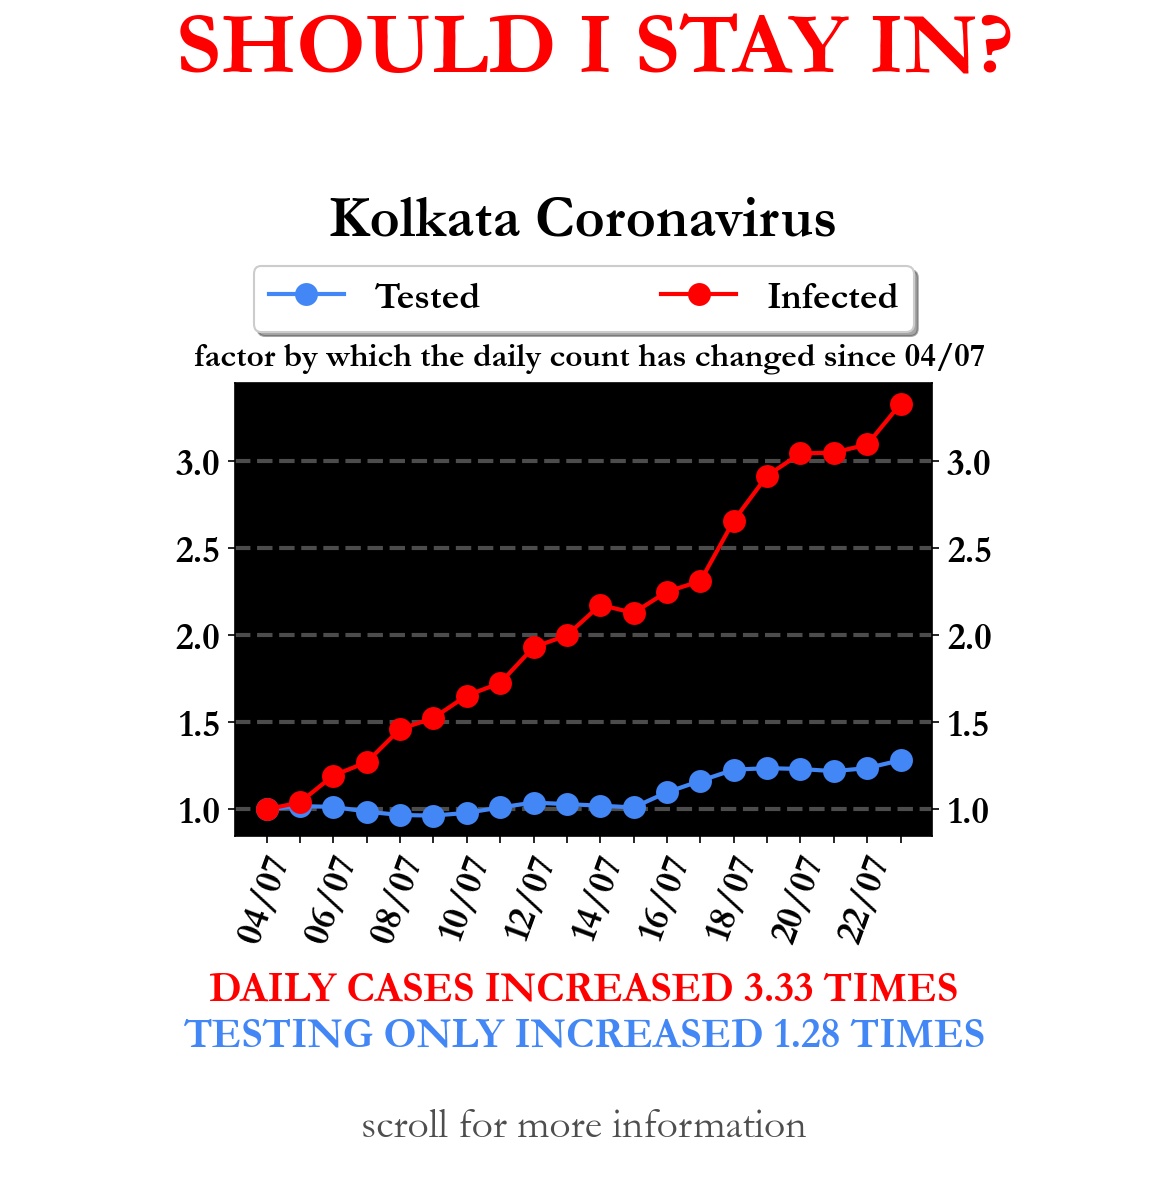 SHOULD I STAY IN?
Kolkata Coronavirus
Tested Infected
factor by which the daily count has changed since 04/07
3.0 3.0
2.5 2.5
2.0 2.0
1.5 1.5
1.0 1.0
04/07 06/07 08/07 10/07 12/07 14/07 16/07 18/07 20/07 22/07
DAILY CASES INCREASED 3.33 TIMES
TESTING ONLY INCREASED 1.28 TIMES
scroll for more information